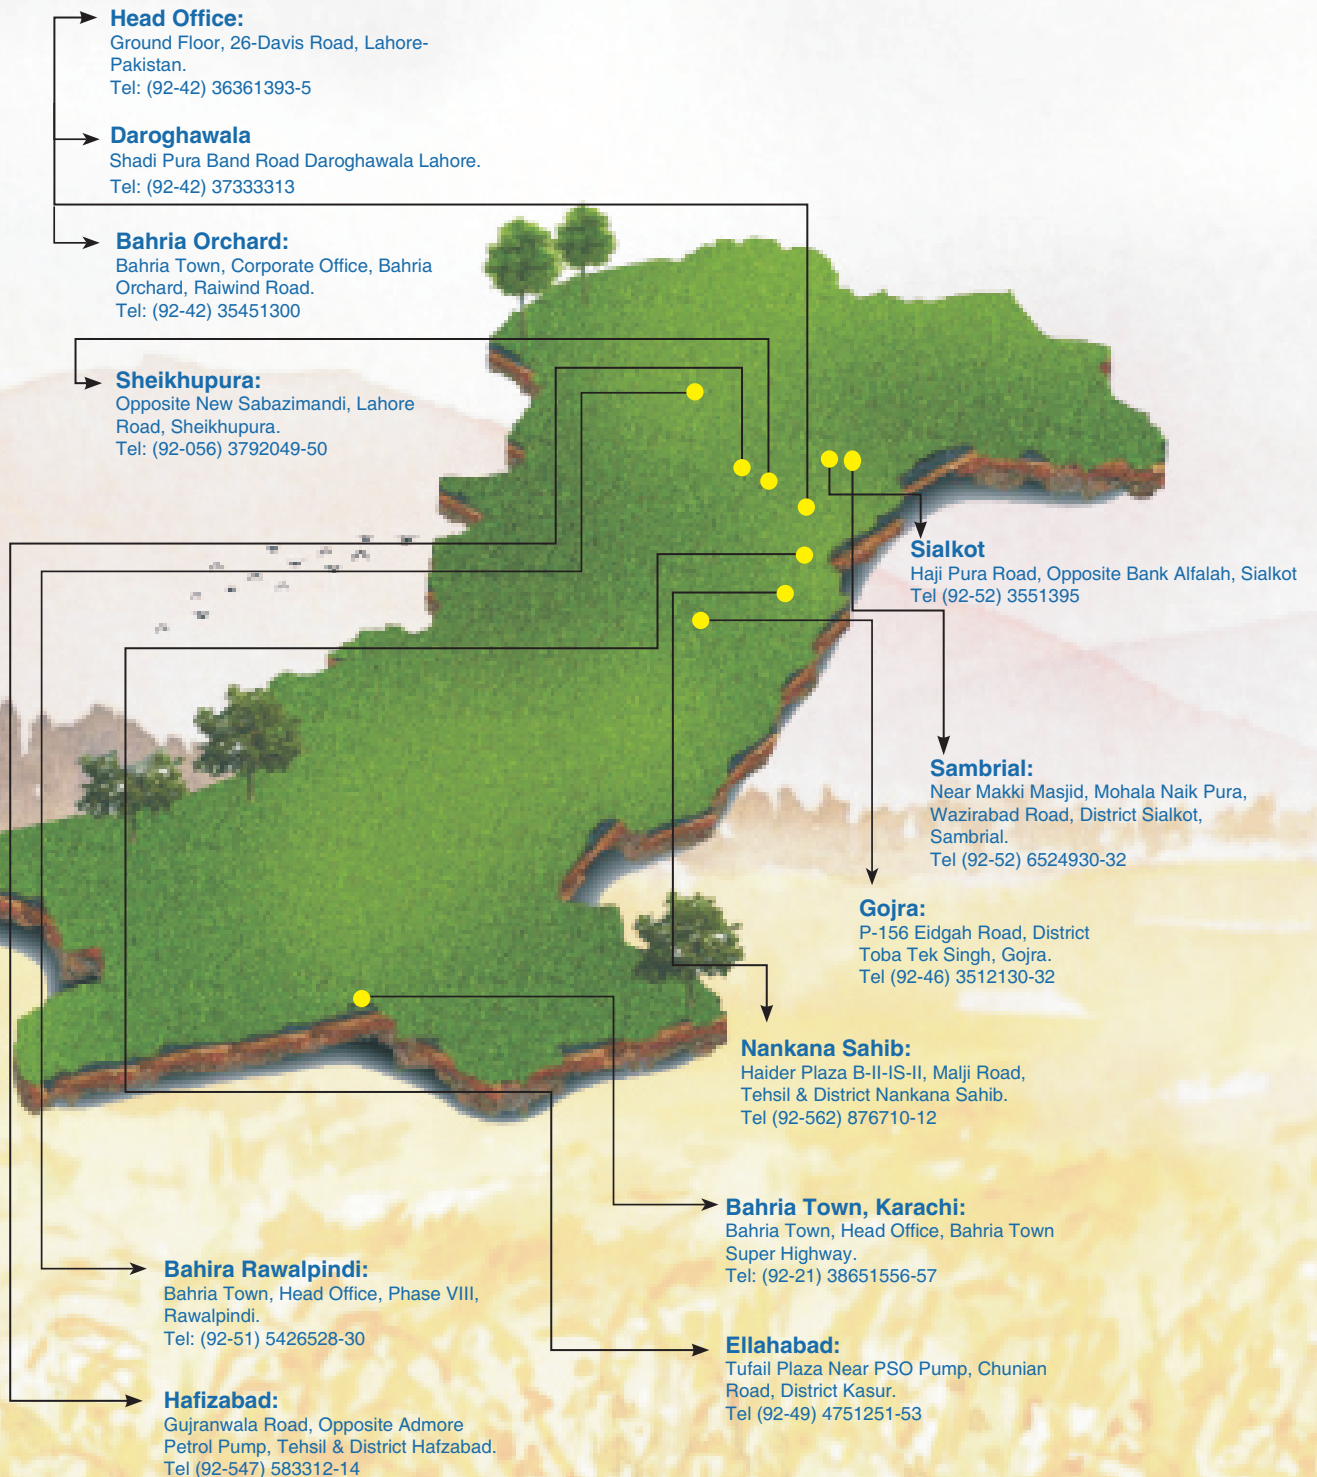 Head Office:
Ground Floor, 26-Davis Road, Lahore-
Pakistan.
Tel: (92-42) 36361393-5
Daroghawala
Shadi Pura Band Road Daroghawala Lahore.
Tel: (92-42) 37333313
Bahria Orchard:
Bahria Town, Corporate Office, Bahria
Orchard, Raiwind Road.
Tel: (92-42) 35451300
Sheikhupura:
Opposite New Sabazimandi, Lahore
Road, Sheikhupura.
Tel: (92-056) 3792049-50
Sialkot
Haji Pura Road, Opposite Bank Alfalah, Sialkot
Tel (92-52) 3551395
Sambrial:
Near Makki Masjid, Mohala Naik Pura,
Wazirabad Road, District Sialkot,
Sambrial.
Tel (92-52) 6524930-32
Gojra:
P-156 Eidgah Road, District
Toba Tek Singh, Gojra.
Tel (92-46) 3512130-32
Nankana Sahib:
Haider Plaza B-II-IS-II, Malji Road,
Tehsil & District Nankana Sahib.
Tel (92-562) 876710-12
Bahria Town, Karachi:
Bahria Town, Head Office, Bahria Town
Super Highway.
Tel: (92-21) 38651556-57
Bahira Rawalpindi:
Bahria Town, Head Office, Phase VIII,
Rawalpindi.
Tel: (92-51) 5426528-30
Ellahabad:
Tufail Plaza Near PSO Pump, Chunian
Road, District Kasur.
Tel (92-49) 4751251-53
Hafizabad:
Gujranwala Road, Opposite Admore
Petrol Pump, Tehsil & District Hafzabad.
Tel (92-547) 583312-14